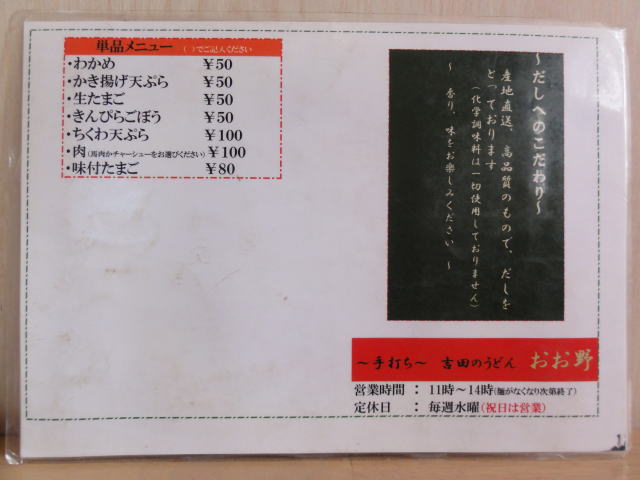 単品メニュー ( )でご記入ください
・わかめ ￥50
・かき揚げ天ぷら ￥50
・生たまご ￥50
・きんぴらごぼう ￥50
・ちくわ天ぷら ￥100
・肉(馬肉かチャーシューをお選びください) ￥100
・味付たまご ￥80
～だしへのこだわり～
産地直送、高品質のもので、だしを
とっております
(化学調味料は一切使用しておりません)
～ 香り、味をお楽しみください ～
～手打ち～ 吉田のうどん おお野
営業時間 ： 11時～14時(麺がなくなり次第終了)
定休日 ： 毎週水曜(祝日は営業)